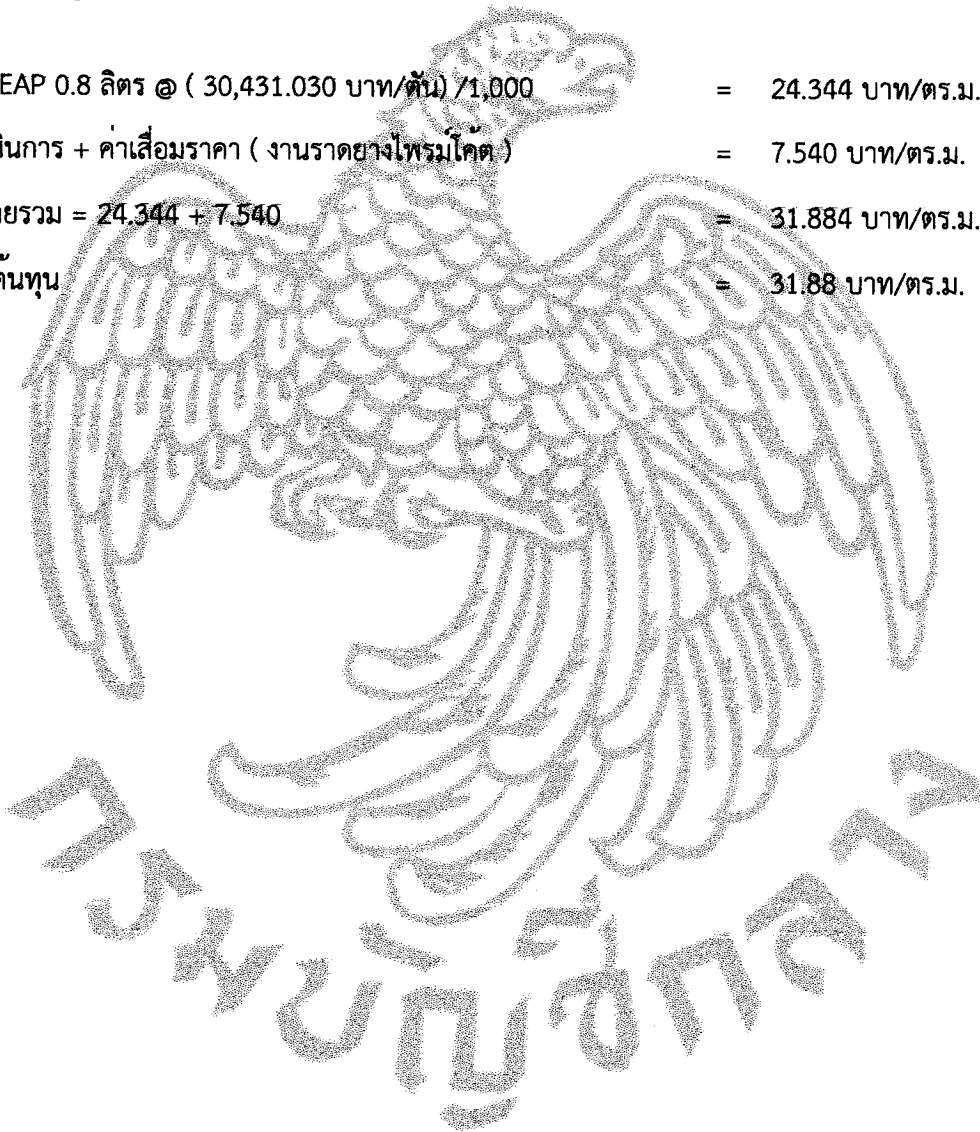 EAP 0.8 ลิตร @ ( 30,431.030 บาท/ตัน) /1,000 = 24.344 บาท/ตร.ม.
นินการ + ค่าเสื่อมราคา ( งานราดยางไพรม์โค้ต ) = 7.540 บาท/ตร.ม.
ายรวม = 24.344 + 7.540 = 31.884 บาท/ตร.ม.
ต้นทุน = 31.88 บาท/ตร.ม.
กรมบัญชีกลาง